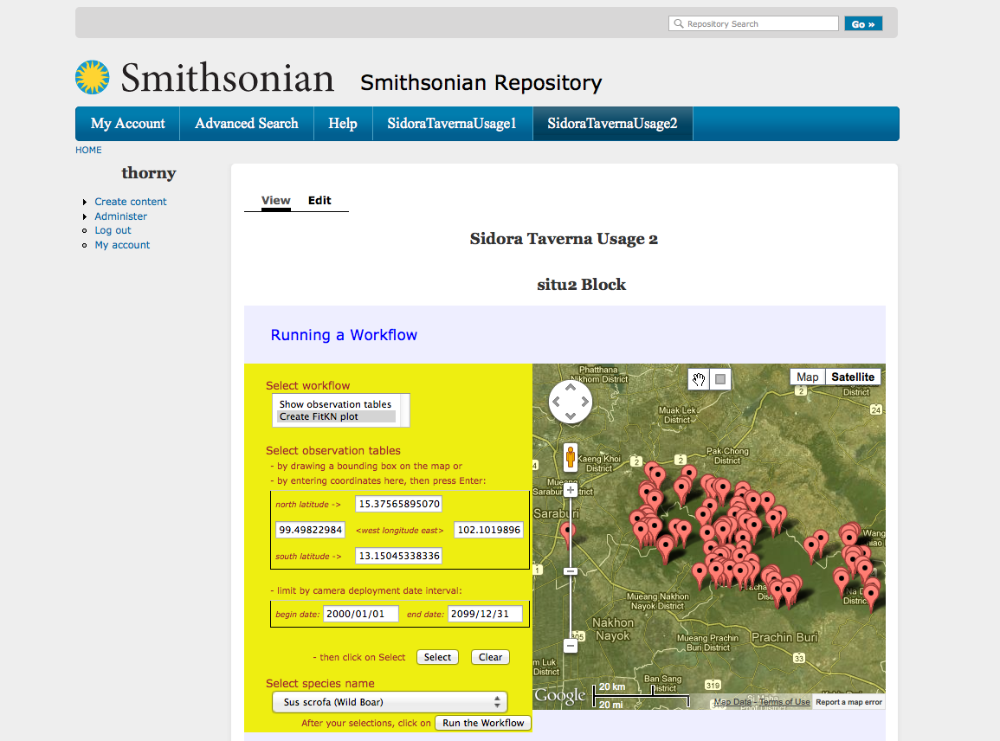 Repository Search
Go »
Smithsonian
Smithsonian Repository
My Account
Advanced Search
Help
SidoraTavernaUsage1
SidoraTavernaUsage2
HOME
thorny
Create content
Administer
Log out
My account
View
Edit
Sidora Taverna Usage 2
situ2 Block
Running a Workflow
Select workflow
Show observation tables
Create FitKN plot
Select observation tables
- by drawing a bounding box on the map or
- by entering coordinates here, then press Enter:
north latitude ->
15.37565895070
99.49822984
<west longitude east>
102.1019896
south latitude ->
13.15045338336
- limit by camera deployment date interval:
begin date:
2000/01/01
end date:
2099/12/31
- then click on Select
Select
Clear
Select species name
Sus scrofa (Wild Boar)
After your selections, click on
Run the Workflow
Phatthana
Nikhom District
Map
Satellite
District
2
24
Muak Lek
District
Pak Chong
District
Kaeng Khoi
District
2
2
4
Saraburi
1
Wang
District
Mueang Nakhon
Nayok District
Nakhon
Nayok
305
Mueang Prachin
Buri District
Prachin Buri
33
District
Ban Sang
District
319
Google
20 km
20 mi
Map Data - Terms of Use
Report a map error